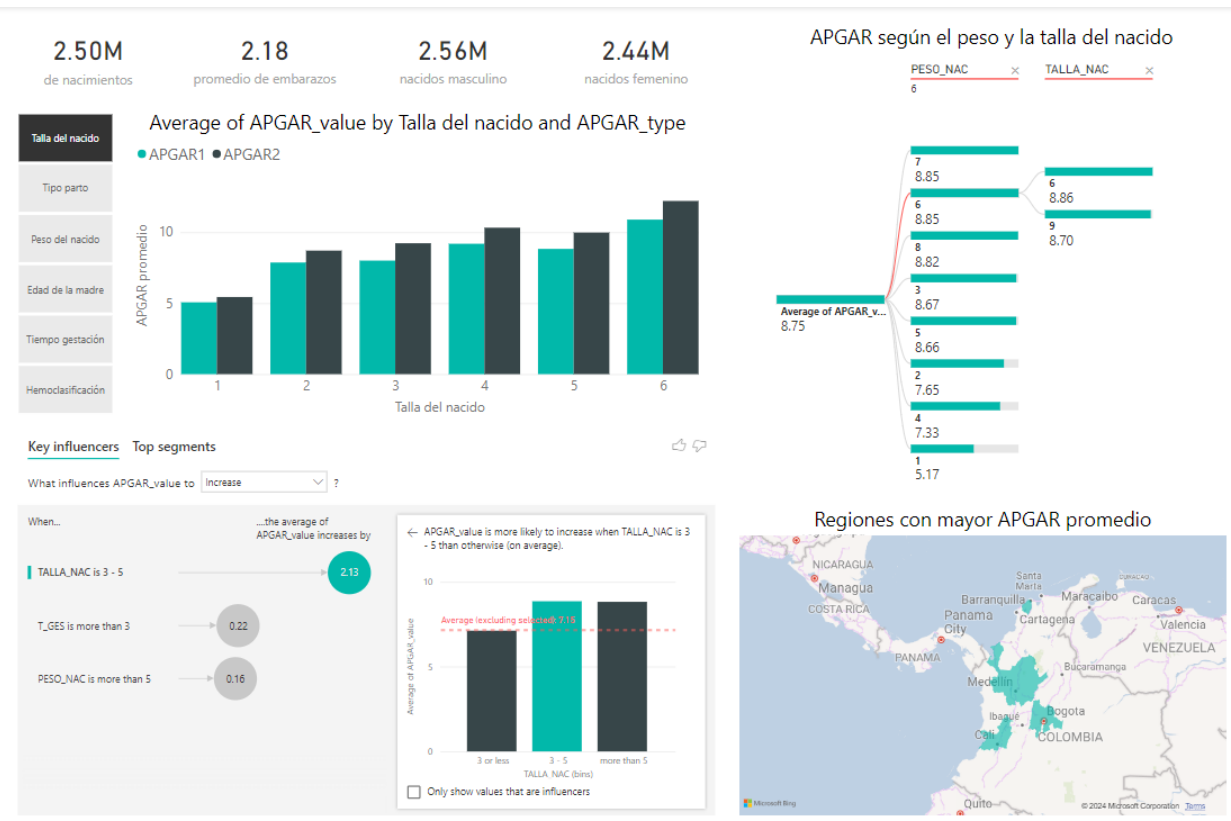 2.50M
de nacimientos
2.18
promedio de embarazos
2.56M
nacidos masculino
2.44M
nacidos femenino
Talla del nacido
Tipo parto
Peso del nacido
Edad de la madre
Tiempo gestación
Hemoclasificación
Average of APGAR_value by Talla del nacido and APGAR_type
APGAR1 APGAR2
APGAR promedio
10
5
0
1 2 3 4 5 6
Talla del nacido
APGAR según el peso y la talla del nacido
PESO_NAC ×
6
TALLA_NAC ×
Average of APGAR_v...
8.75
7
8.85
6
8.85
8
8.82
3
8.67
5
8.66
2
7.65
4
7.33
1
5.17
6
8.86
9
8.70
Key influencers Top segments
What influences APGAR_value to Increase ?
When...
....the average of
APGAR_value increases by
TALLA_NAC is 3 - 5 2.13
T_GES is more than 3 0.22
PESO_NAC is more than 5 0.16
APGAR_value is more likely to increase when TALLA_NAC is 3
- 5 than otherwise (on average).
Average of APGAR_value
10
5
0
Average (excluding selected): 7.16
3 or less 3 - 5 more than 5
TALLA_NAC (bins)
Only show values that are influencers
Regiones con mayor APGAR promedio
NICARAGUA
Managua
COSTA RICA
PANAMA
Panama
City
Santa
Marta
Barranquilla
Cartagena
CURACAO
Maracaibo
Caracas
Valencia
VENEZUELA
Bucaramanga
Medellin
Ibagué
Bogota
Cali
COLOMBIA
Quito
Microsoft Bing
© 2024 Microsoft Corporation Terms